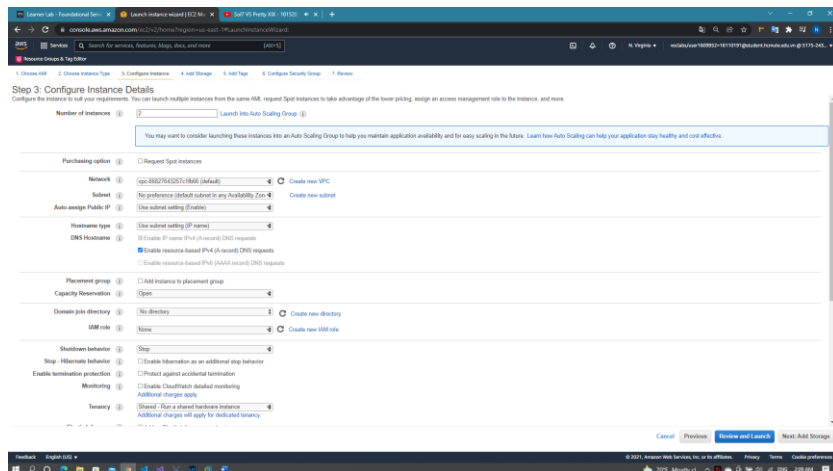 Learner Lab - Foundational Servi
Launch instance wizard | EC2 Ma
SofT VS Pretty XIX - 101520
console.aws.amazon.com/ec2/v2/home?region=us-east-1#LaunchInstanceWizard:
aws
Services
Search for services, features, blogs, docs, and more
[Alt+S]
N. Virginia
Resource Groups & Tag Editor
1. Choose AMI
2. Choose Instance Type
3. Configure Instance
4. Add Storage
5. Add Tags
6. Configure Security Group
7. Review
Step 3: Configure Instance Details
Configure the instance to suit your requirements. You can launch multiple instances from the same AMI, request Spot instances to take advantage of the lower pricing, assign an access management role to the instance, and more.
Number of instances
2
Launch into Auto Scaling Group
You may want to consider launching these instances into an Auto Scaling Group to help you maintain application availability and for easy scaling in the future. Learn how Auto Scaling can help your application stay healthy and cost effective.
Purchasing option
Request Spot instances
Network
(default)
Create new VPC
Subnet
No preference (default subnet in any Availability Zon
Create new subnet
Auto-assign Public IP
Use subnet setting (Enable)
Hostname type
Use subnet setting (IP name)
DNS Hostname
Enable IP name IPv4 (A record) DNS requests
Enable resource-based IPv4 (A record) DNS requests
Enable resource-based IPv6 (AAAA record) DNS requests
Placement group
Add instance to placement group
Capacity Reservation
Open
Domain join directory
No directory
Create new directory
IAM role
None
Create new IAM role
Shutdown behavior
Stop
Stop - Hibernate behavior
Enable hibernation as an additional stop behavior
Enable termination protection
Protect against accidental termination
Monitoring
Enable CloudWatch detailed monitoring
Additional charges apply.
Tenancy
Shared - Run a shared hardware instance
Additional charges will apply for dedicated tenancy.
Cancel
Previous
Review and Launch
Next: Add Storage
Feedback
English (US)
© 2021, Amazon Web Services, Inc. or its affiliates.
Privacy
Terms
Cookie preferences
70°F Mostly cl
ENG